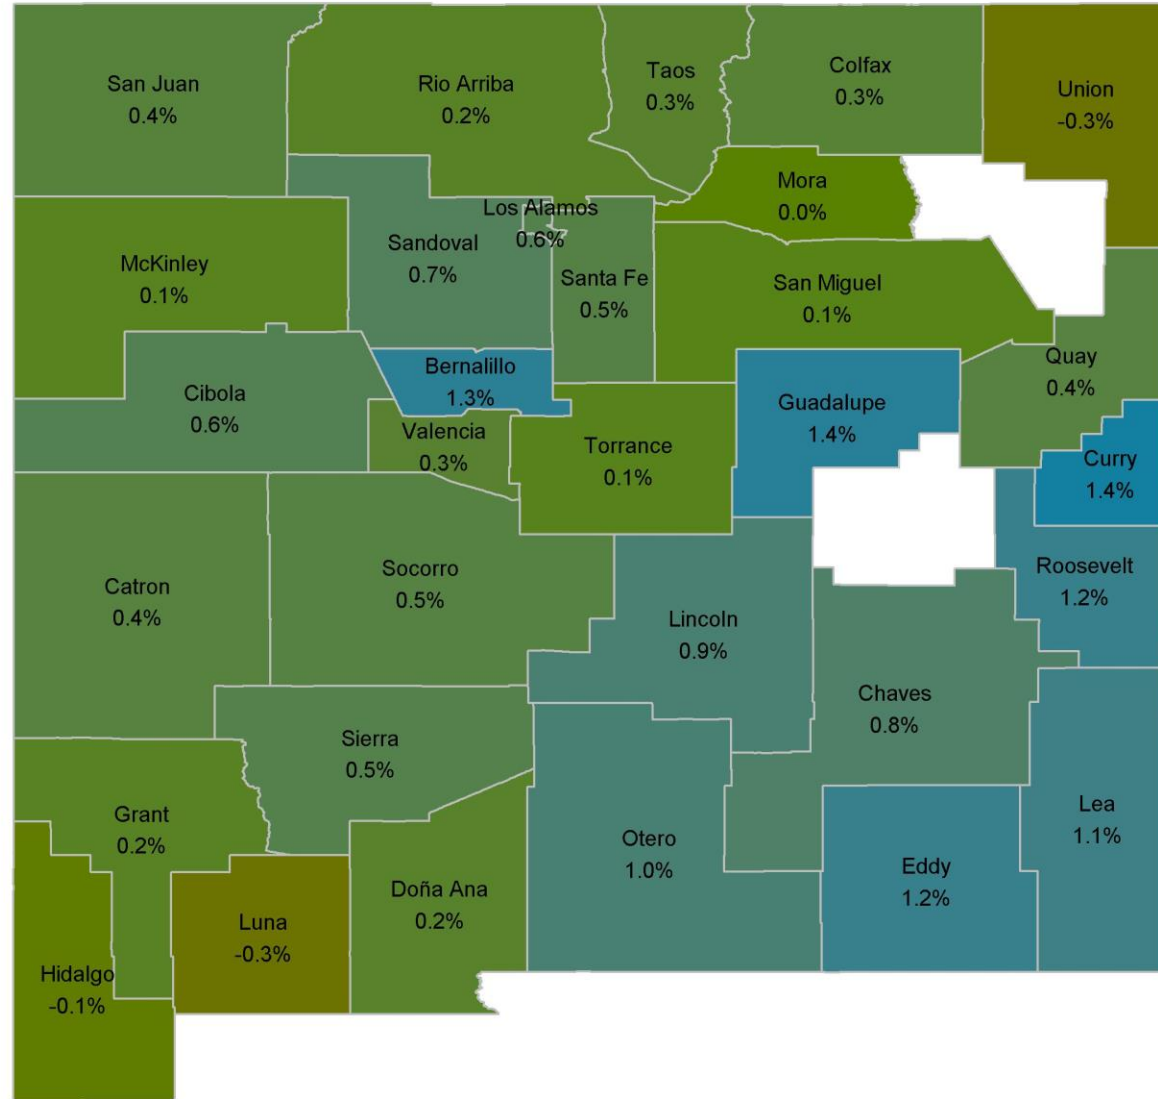 San Juan
0.4%
Rio Arriba
0.2%
Taos
0.3%
Colfax
0.3%
Union
-0.3%
Mora
0.0%
Los Alamos
0.6%
Sandoval
0.7%
Santa Fe
0.5%
McKinley
0.1%
San Miguel
0.1%
Quay
0.4%
Bernalillo
1.3%
Cibola
0.6%
Guadalupe
1.4%
Valencia
0.3%
Torrance
0.1%
Curry
1.4%
Catron
0.4%
Socorro
0.5%
Roosevelt
1.2%
Lincoln
0.9%
Chaves
0.8%
Sierra
0.5%
Grant
0.2%
Otero
1.0%
Lea
1.1%
Eddy
1.2%
Doña Ana
0.2%
Luna
-0.3%
Hidalgo
-0.1%